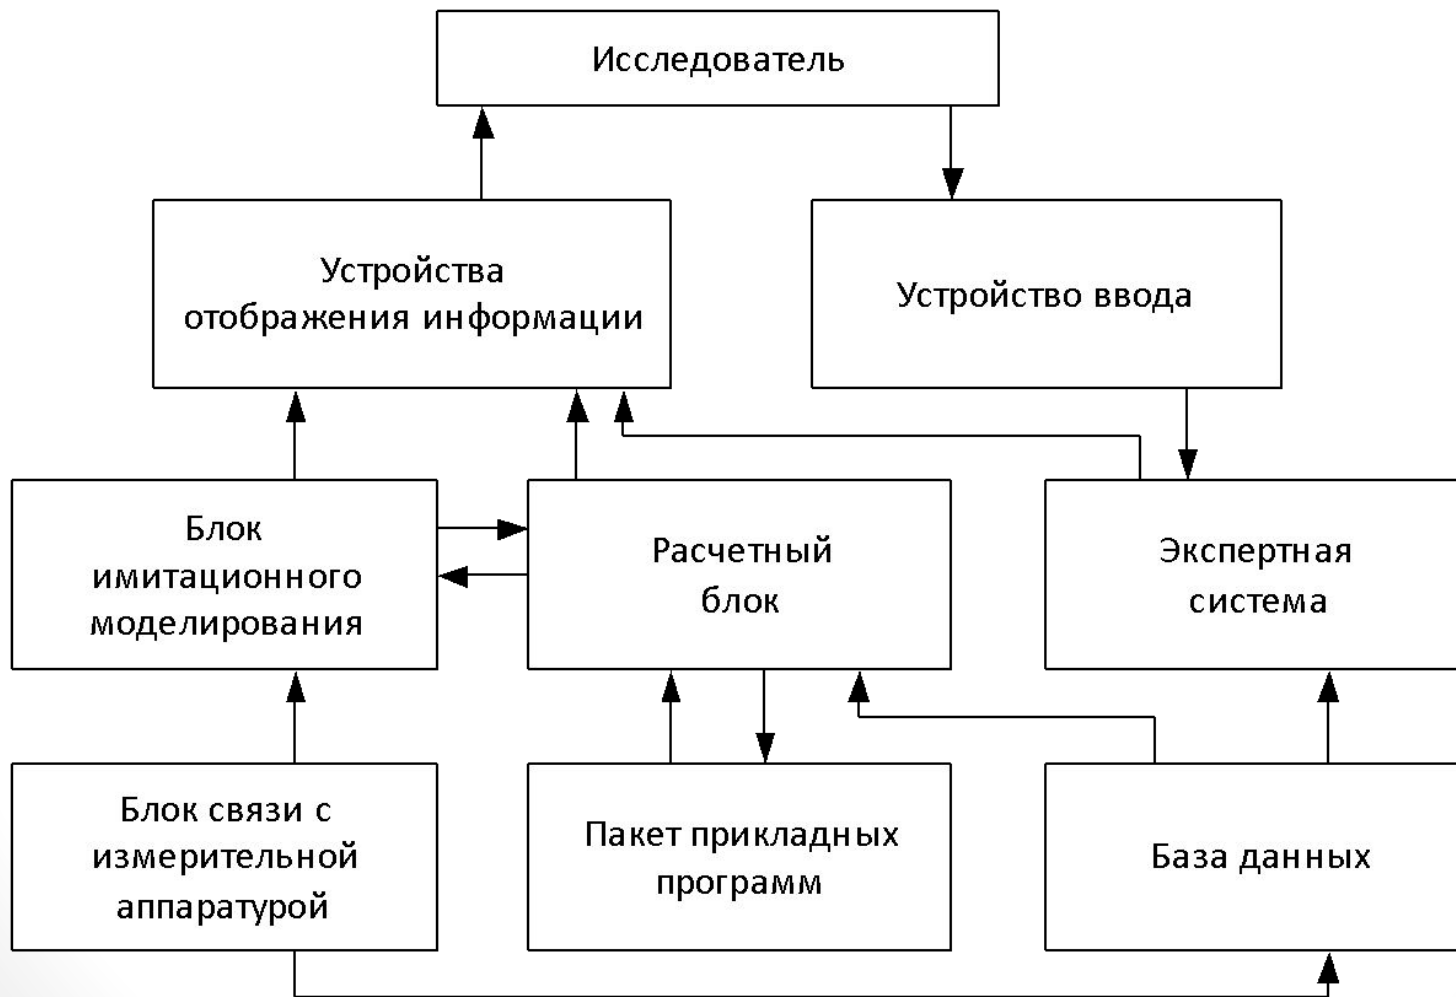 Исследователь
Устройства
отображения информации
Устройство ввода
Блок
имитационного
моделирования
Расчетный
блок
Экспертная
система
Блок связи с
измерительной
аппаратурой
Пакет прикладных
программ
База данных